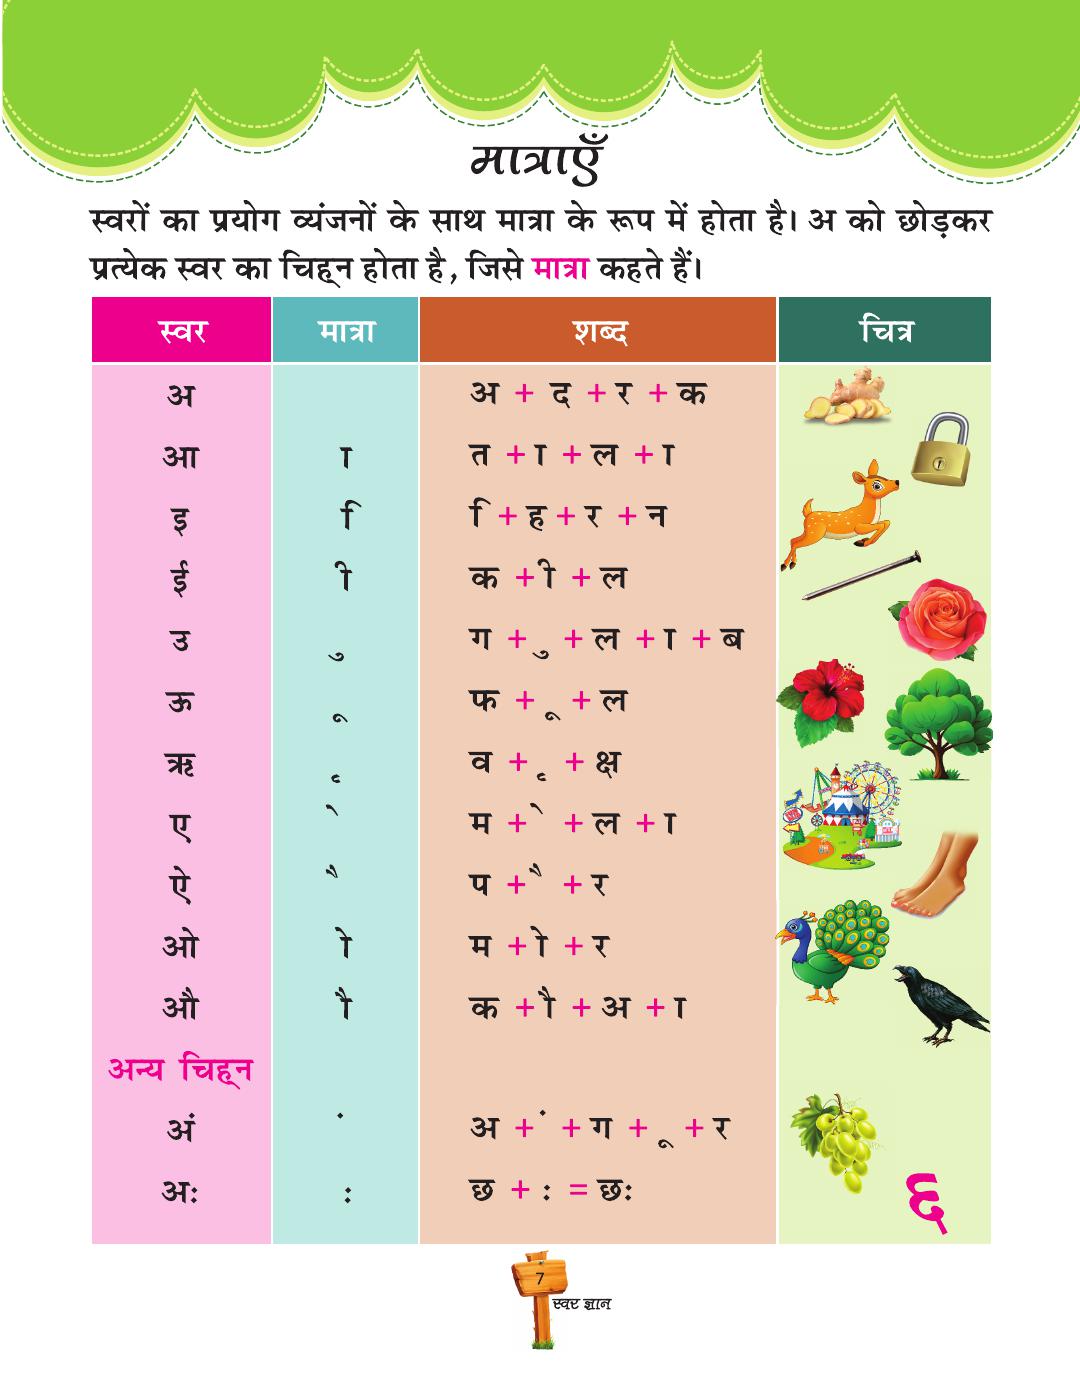 मात्राएँ
स्वरों का प्रयोग व्यंजनों के साथ मात्रा के रूप में होता है। अ को छोड़कर
प्रत्येक स्वर का चिह्न होता है, जिसे मात्रा कहते हैं।
स्वर मात्रा शब्द चित्र
अ अ + द + र + क
आ ा त + ा + ल + ा
इ ि ि + ह + र + न
ई ी क + ी + ल
उ ु ग + ु + ल + ा + ब
ऊ ू फ + ू + ल
ऋ ृ व + ृ + क्ष
ए े म + े + ल + ा
ऐ ै प + ै + र
ओ ो म + ो + र
औ ौ क + ौ + अ + ा
अन्य चिह्न
अं ं अ + ं + ग + ू + र
अः ः छ + ः = छः
६
7
स्वर ज्ञान